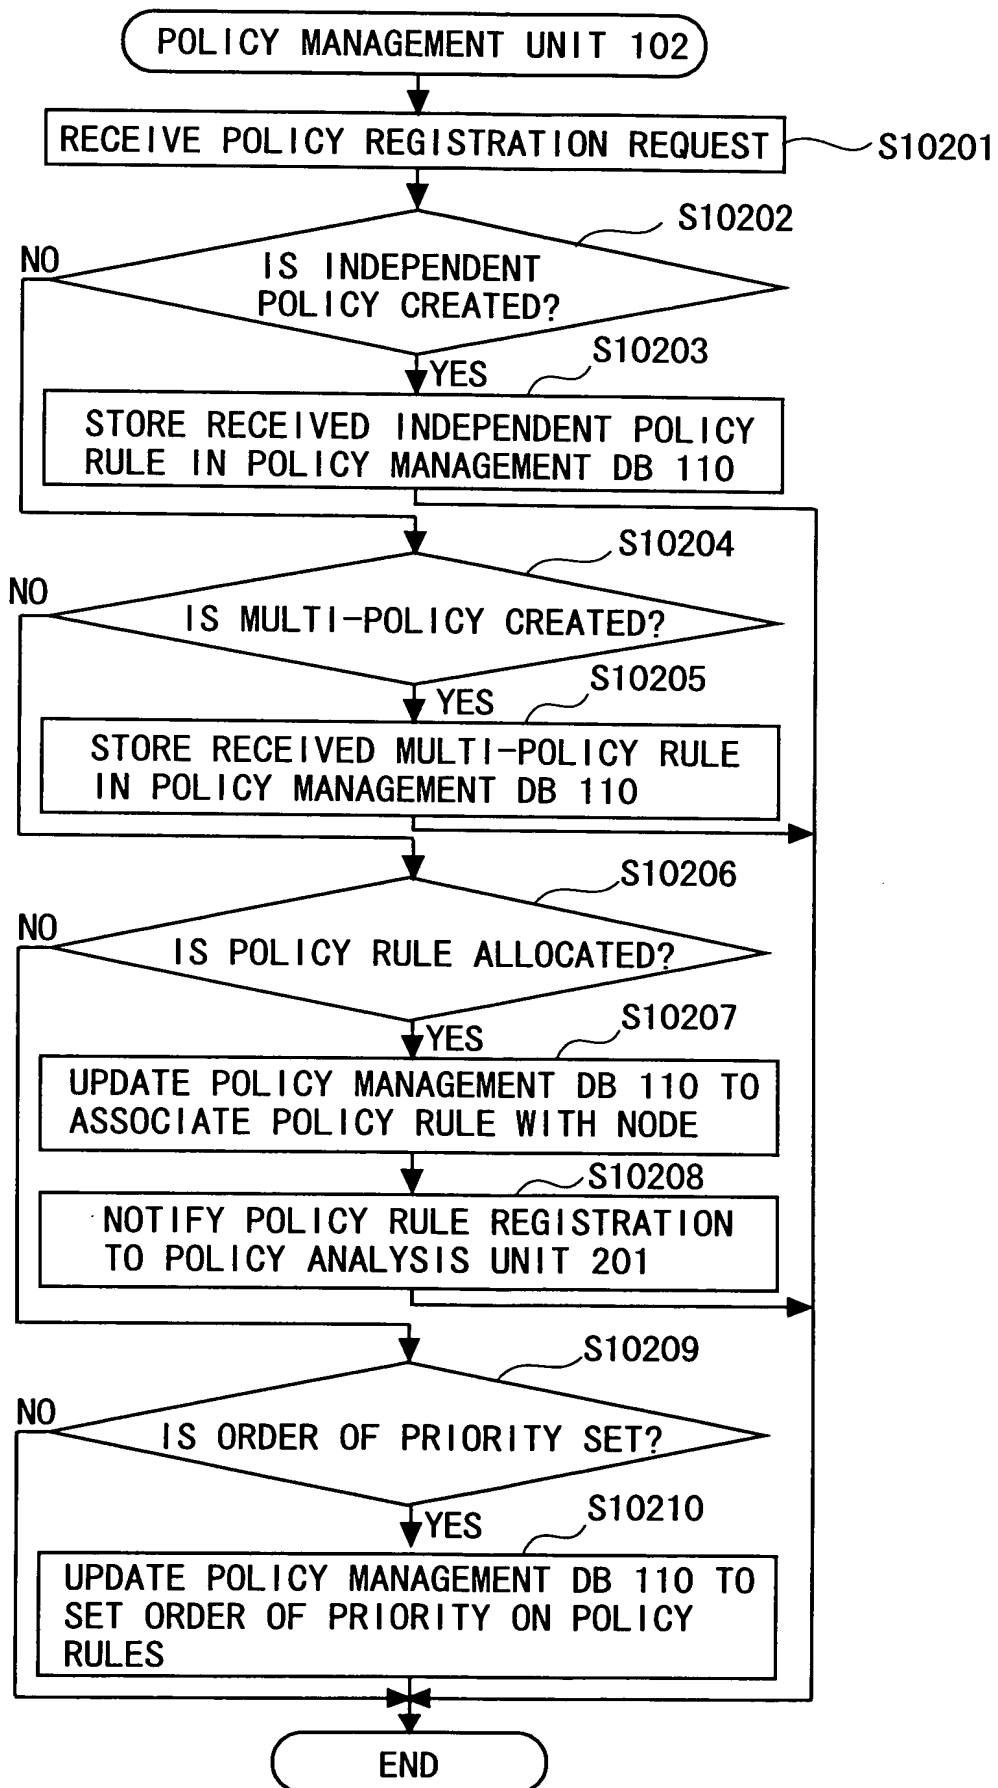 POLICY MANAGEMENT UNIT 102
RECEIVE POLICY REGISTRATION REQUEST
S10201
S10202
NO
IS INDEPENDENT
POLICY CREATED?
S10203
YES
STORE RECEIVED INDEPENDENT POLICY
RULE IN POLICY MANAGEMENT DB 110
S10204
NO
IS MULTI-POLICY CREATED?
S10205
YES
STORE RECEIVED MULTI-POLICY RULE
IN POLICY MANAGEMENT DB 110
S10206
NO
IS POLICY RULE ALLOCATED?
S10207
YES
UPDATE POLICY MANAGEMENT DB 110 TO
ASSOCIATE POLICY RULE WITH NODE
S10208
NOTIFY POLICY RULE REGISTRATION
TO POLICY ANALYSIS UNIT 201
S10209
NO
IS ORDER OF PRIORITY SET?
S10210
YES
UPDATE POLICY MANAGEMENT DB 110 TO
SET ORDER OF PRIORITY ON POLICY
RULES
END